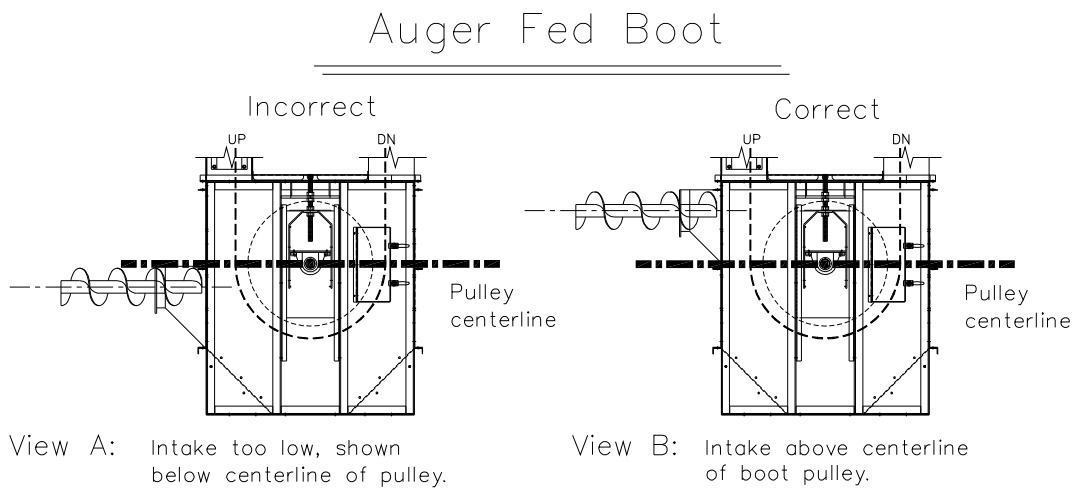 Auger Fed Boot
Incorrect
UP
DN
Pulley
centerline
View A: Intake too low, shown
below centerline of pulley.
Correct
UP
DN
Pulley
centerline
View B: Intake above centerline
of boot pulley.